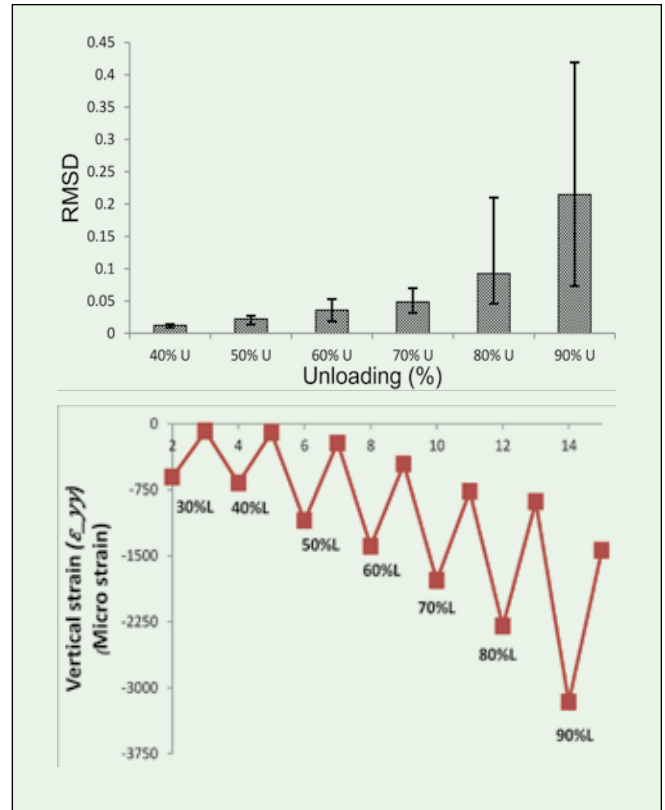 0.45
0.4
0.35
0.3
0.25
0.2
0.15
0.1
0.05
0
RMSD
40% U 50% U 60% U 70% U 80% U 90% U
Unloading (%)
0
-750
-1500
-2250
-3000
-3750
Vertical strain (ε_yy)
(Micro strain)
2 4 6 8 10 12 14
30%L
40%L
50%L
60%L
70%L
80%L
90%L